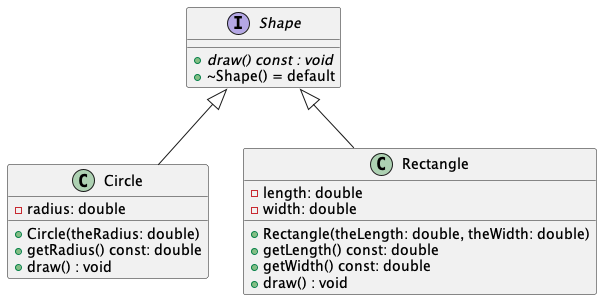 I Shape
draw() const : void
~Shape() = default
C Circle
radius: double
Circle(theRadius: double)
getRadius() const: double
draw() : void
C Rectangle
length: double
width: double
Rectangle(theLength: double, theWidth: double)
getLength() const: double
getWidth() const: double
draw() : void